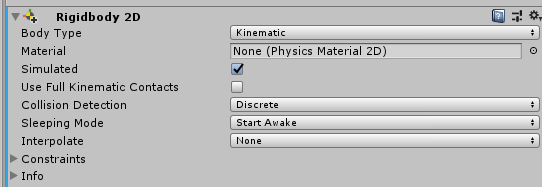 Rigidbody 2D
Body Type Kinematic
Material None (Physics Material 2D)
Simulated
Use Full Kinematic Contacts
Collision Detection Discrete
Sleeping Mode Start Awake
Interpolate None
Constraints
Info